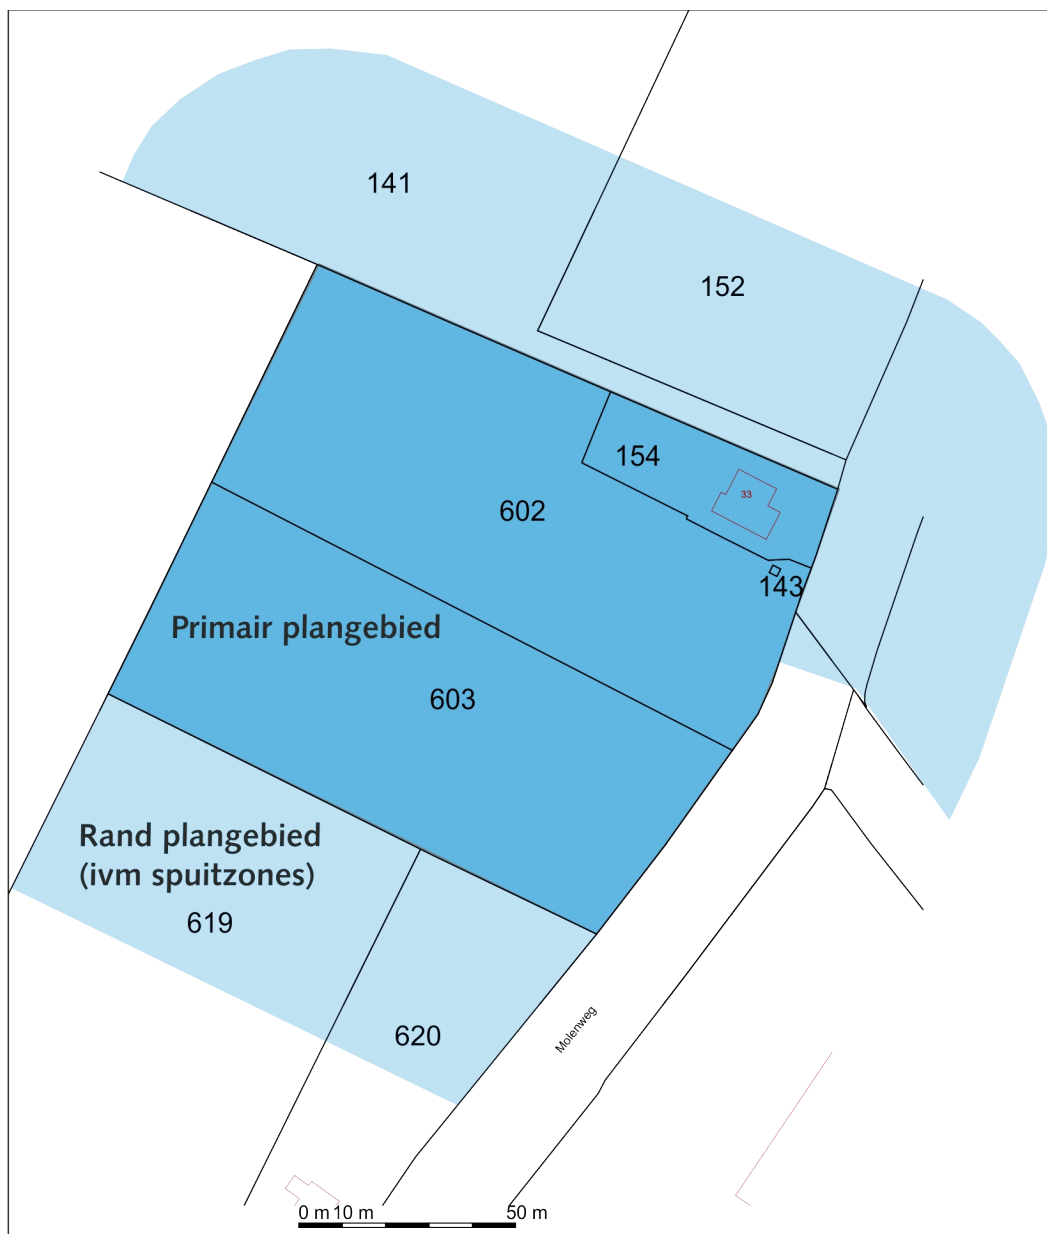 141
152
154
33
602
143
Primair plangebied
603
Rand plangebied
(ivm spuitzones)
619
620
Molenweg
0 m 10 m 50 m